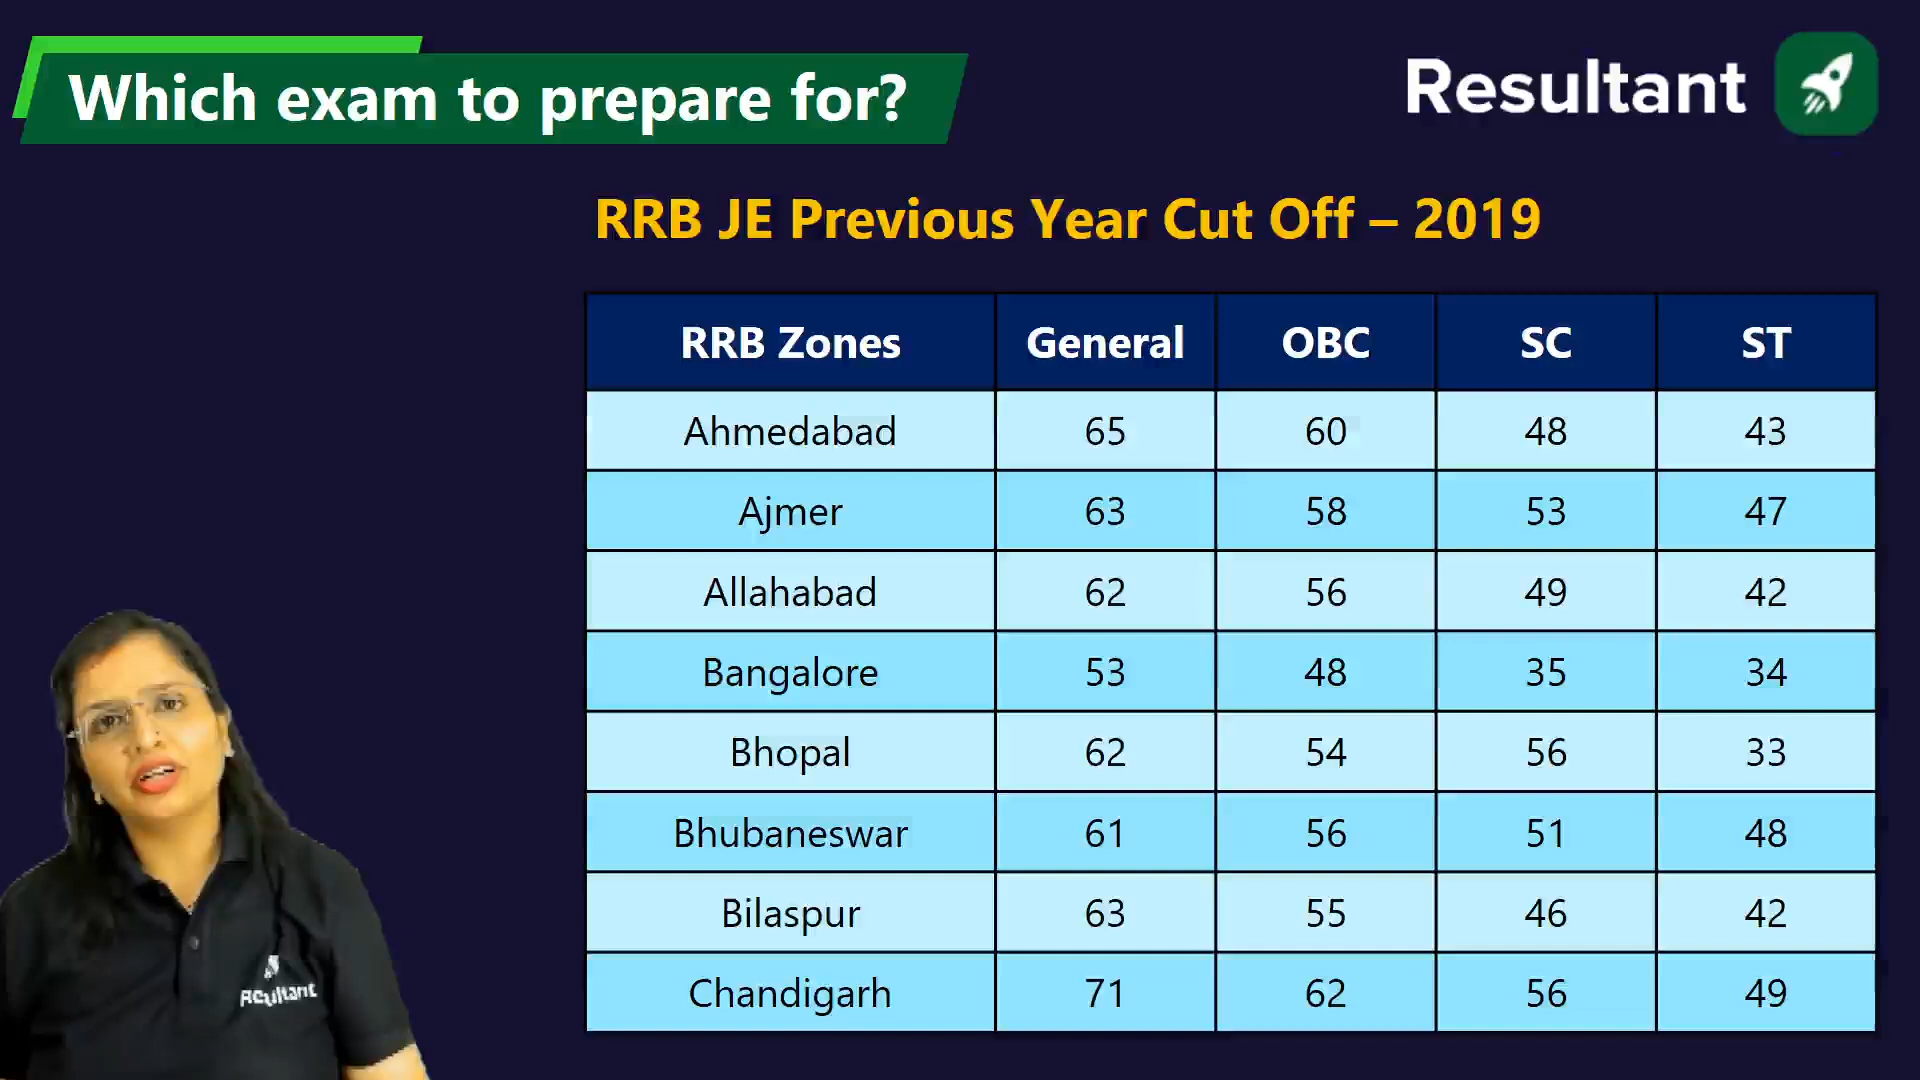 Which exam to prepare for?
Resultant
RRB JE Previous Year Cut Off – 2019
RRB Zones General OBC SC ST
Ahmedabad 65 60 48 43
Ajmer 63 58 53 47
Allahabad 62 56 49 42
Bangalore 53 48 35 34
Bhopal 62 54 56 33
Bhubaneswar 61 56 51 48
Bilaspur 63 55 46 42
Chandigarh 71 62 56 49
Resultant